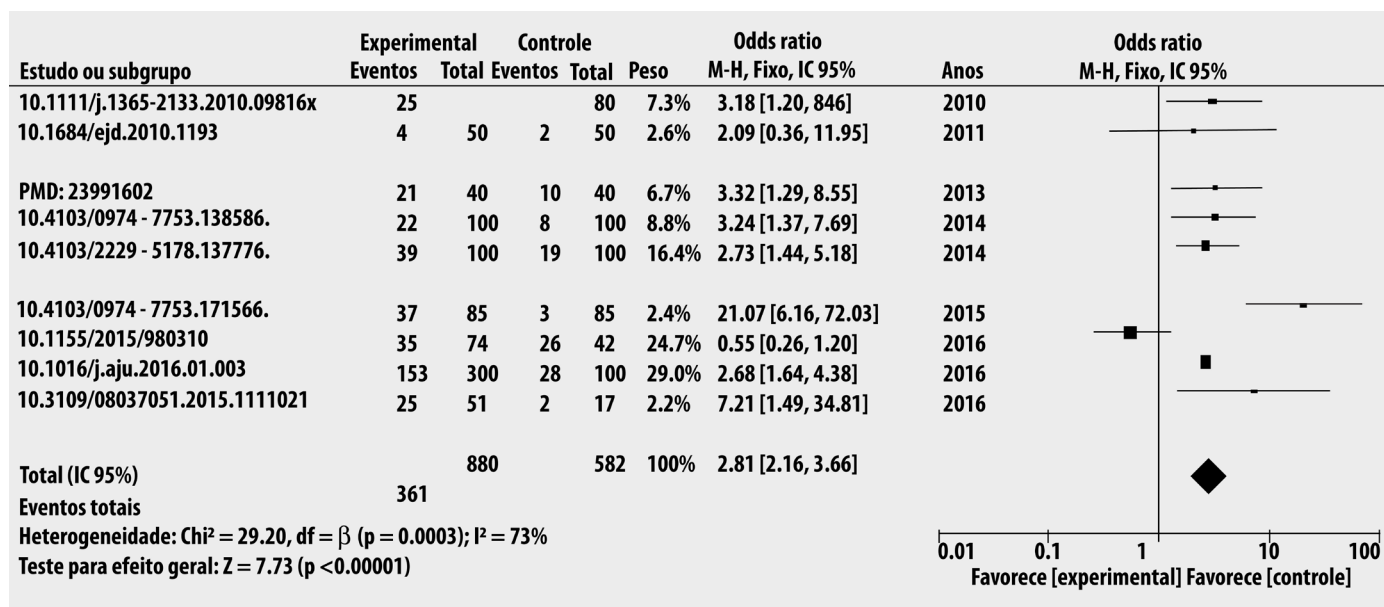 Experimental Controle Odds ratio Odds ratio
Estudo ou subgrupo Eventos Total Eventos Total Peso M-H, Fixo, IC 95% Anos M-H, Fixo, IC 95%
10.1111/j.1365-2133.2010.09816x 25 80 7.3% 3.18 [1.20, 846] 2010
10.1684/ejd.2010.1193 4 50 2 50 2.6% 2.09 [0.36, 11.95] 2011
PMD: 23991602 21 40 10 40 6.7% 3.32 [1.29, 8.55] 2013
10.4103/0974 - 7753.138586. 22 100 8 100 8.8% 3.24 [1.37, 7.69] 2014
10.4103/2229 - 5178.137776. 39 100 19 100 16.4% 2.73 [1.44, 5.18] 2014
10.4103/0974 - 7753.171566. 37 85 3 85 2.4% 21.07 [6.16, 72.03] 2015
10.1155/2015/980310 35 74 26 42 24.7% 0.55 [0.26, 1.20] 2016
10.1016/j.aju.2016.01.003 153 300 28 100 29.0% 2.68 [1.64, 4.38] 2016
10.3109/08037051.2015.1111021 25 51 2 17 2.2% 7.21 [1.49, 34.81] 2016
Total (IC 95%) 880 582 100% 2.81 [2.16, 3.66]
Eventos totais 361
Heterogeneidade: Chi² = 29.20, df = β (p = 0.0003); I² = 73%
Teste para efeito geral: Z = 7.73 (p <0.00001)
0.01 0.1 1 10 100
Favorece [experimental] Favorece [controle]